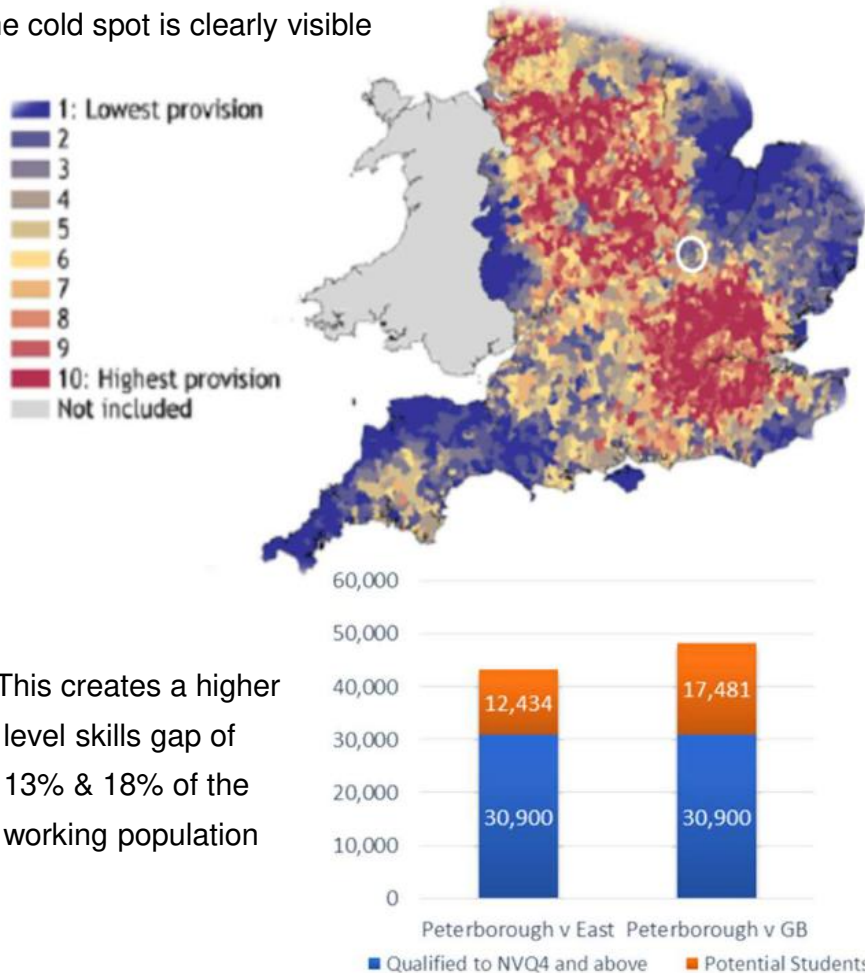 cold spot is clearly visible
1: Lowest provision
2
3
4
5
6
7
8
9
10: Highest provision
Not included
This creates a higher
level skills gap of
13% & 18% of the
working population
60,000
50,000
40,000
30,000
20,000
10,000
0
12,434
17,481
30,900
30,900
Peterborough v East
Peterborough v GB
Qualified to NVQ4 and above
Potential Students